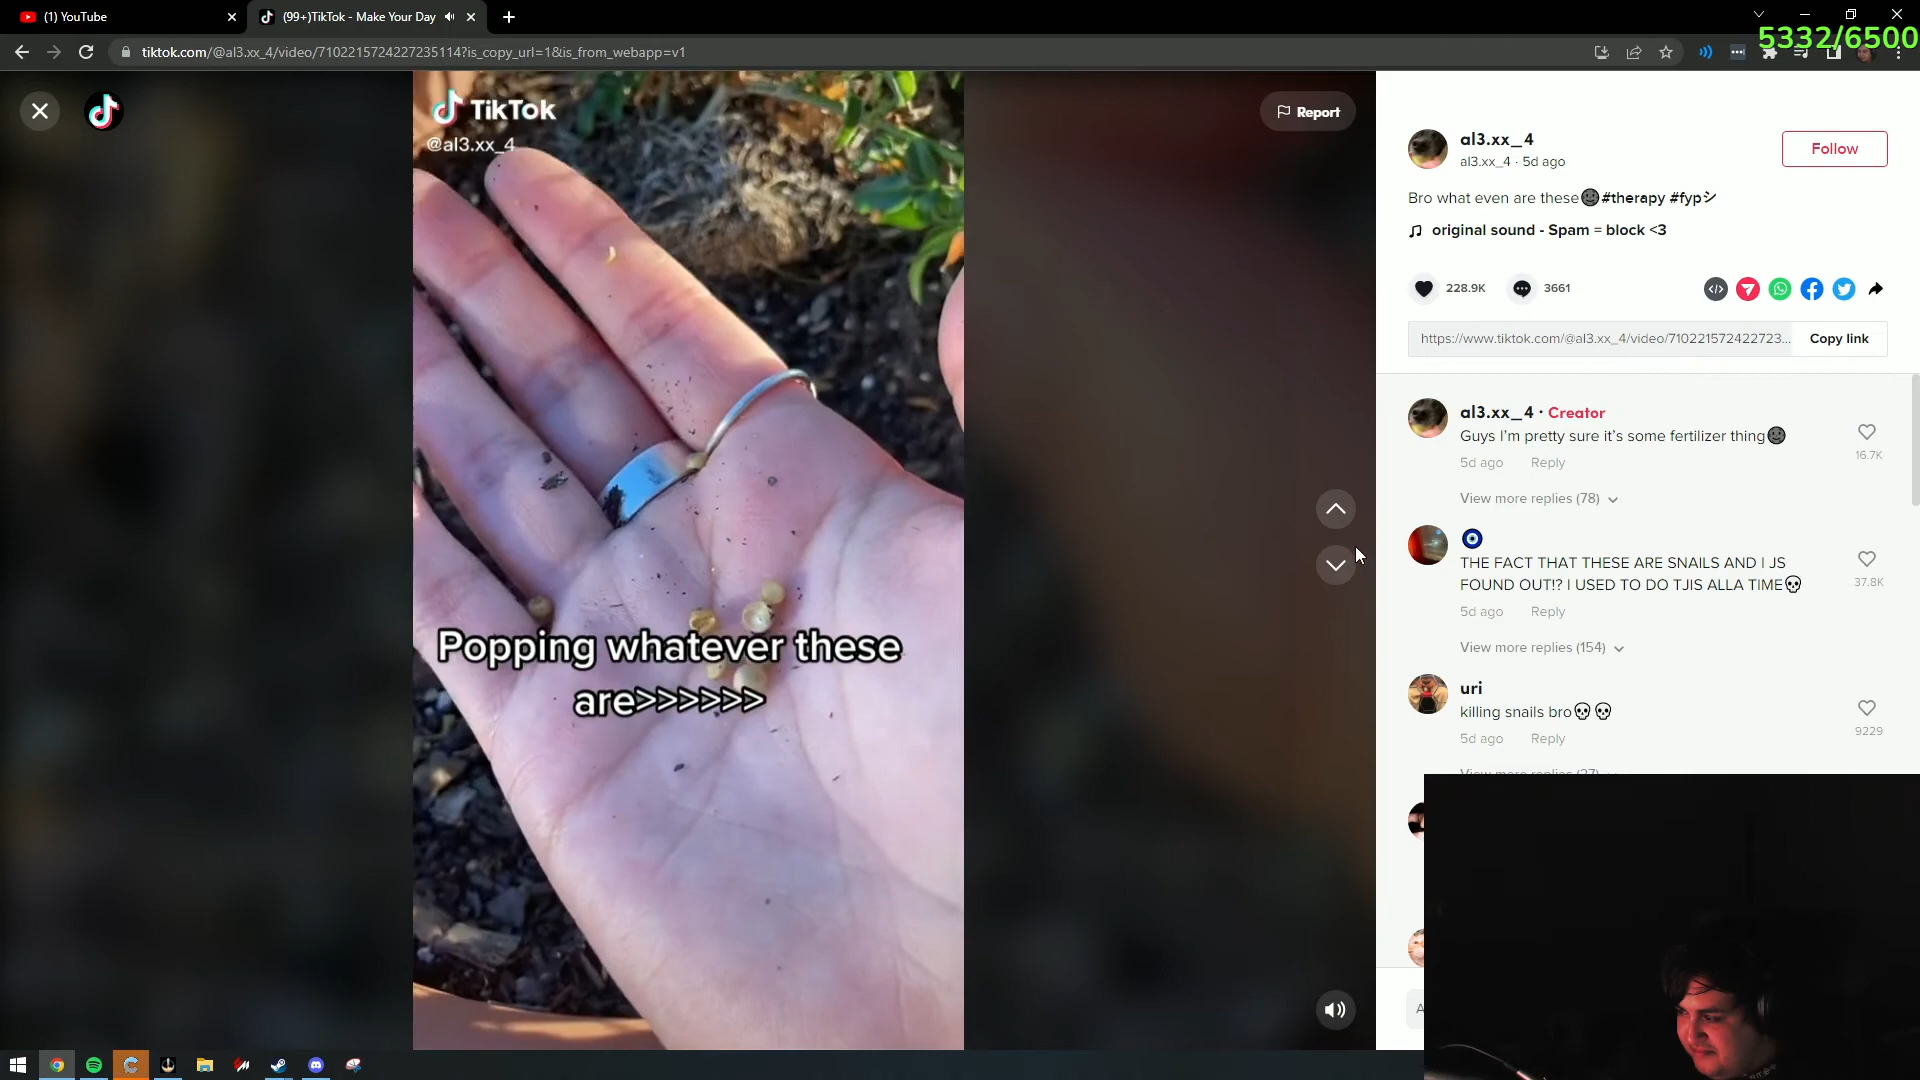 (1) YouTube
(99+)TikTok - Make Your Day
5332/6500
tiktok.com/@al3.xx_4/video/7102215724227235114?is_copy_url=1&is_from_webapp=v1
TikTok
@al3.xx_4
Report
Popping whatever these
are>>>>>>
al3.xx_4
al3.xx_4 · 5d ago
Follow
Bro what even are these🌚#therapy #fypシ
original sound - Spam = block <3
228.9K
3661
https://www.tiktok.com/@al3.xx_4/video/710221572422723...
Copy link
al3.xx_4 · Creator
Guys I'm pretty sure it's some fertilizer thing🌚
16.7K
5d ago Reply
View more replies (78)
🧿
THE FACT THAT THESE ARE SNAILS AND I JS
FOUND OUT!? I USED TO DO TJIS ALLA TIME💀
37.8K
5d ago Reply
View more replies (154)
uri
killing snails bro💀💀
9229
5d ago Reply